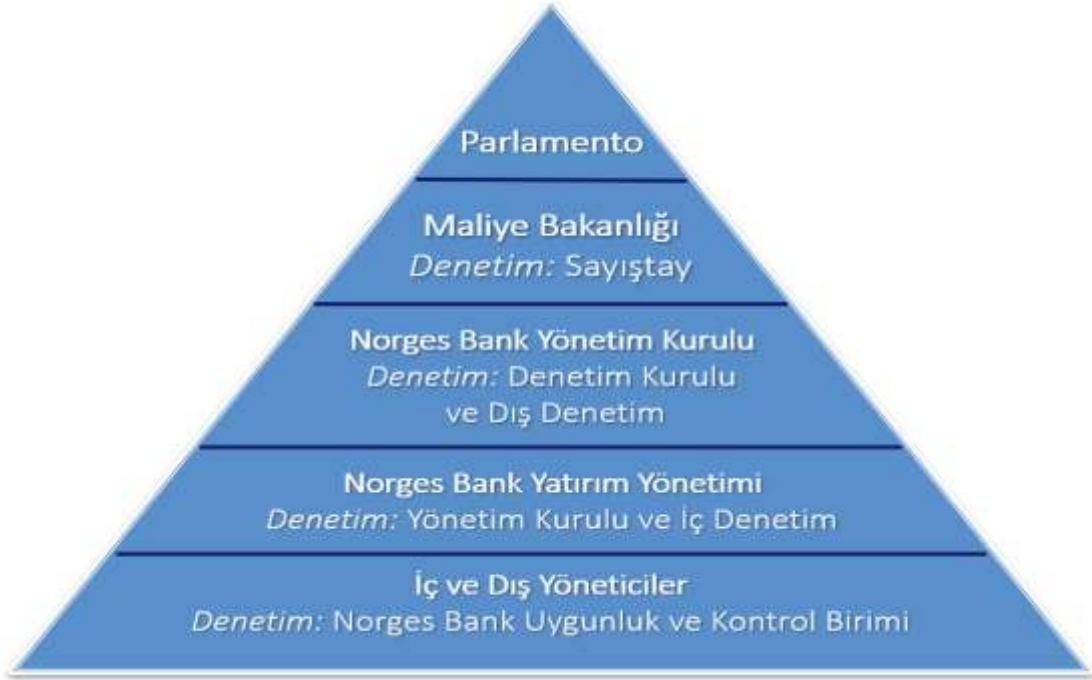 Parlamento
Maliye Bakanlığı
Denetim: Sayıştay
Norges Bank Yönetim Kurulu
Denetim: Denetim Kurulu
ve Dış Denetim
Norges Bank Yatırım Yönetimi
Denetim: Yönetim Kurulu ve İç Denetim
İç ve Dış Yöneticiler
Denetim: Norges Bank Uygunluk ve Kontrol Birimi